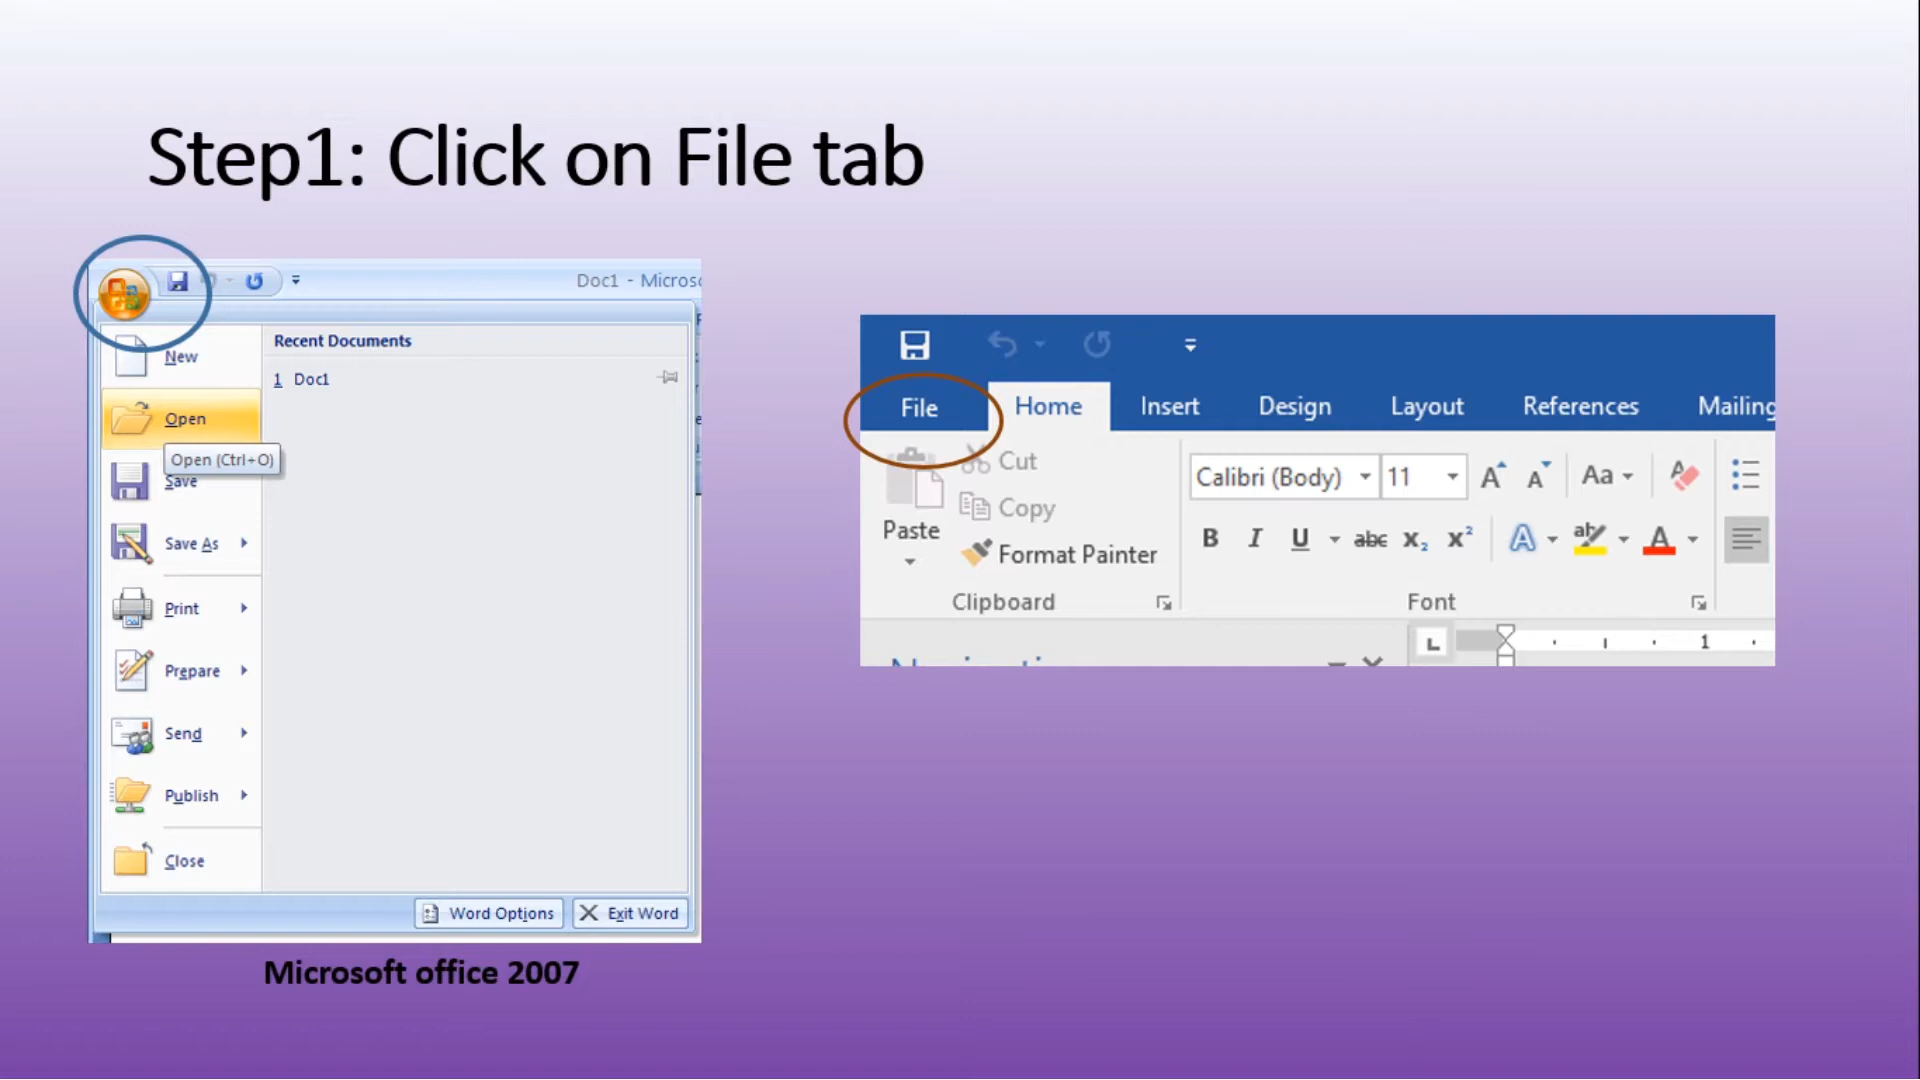 Step1: Click on File tab
Doc1 - Micros
New
Recent Documents
1 Doc1
Open
Open (Ctrl+O)
Save
Save As
Print
Prepare
Send
Publish
Close
Word Options
Exit Word
Microsoft office 2007
File Home Insert Design Layout References Mailing
Cut
Calibri (Body) 11 Aa
Copy
Paste
B I U abc x₂ x²
Format Painter
Clipboard
Font
L
1